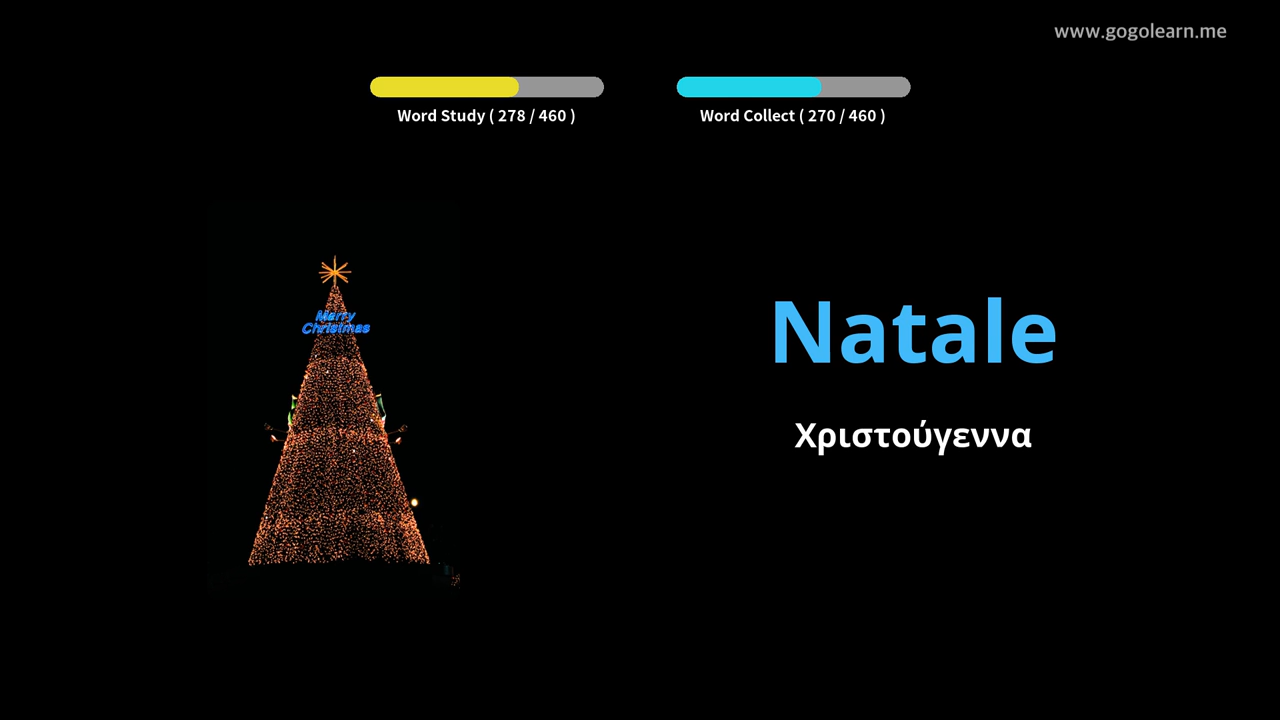 www.gogolearn.me
Word Study ( 278 / 460 )
Word Collect ( 270 / 460 )
Merry
Christmas
Natale
Χριστούγεννα